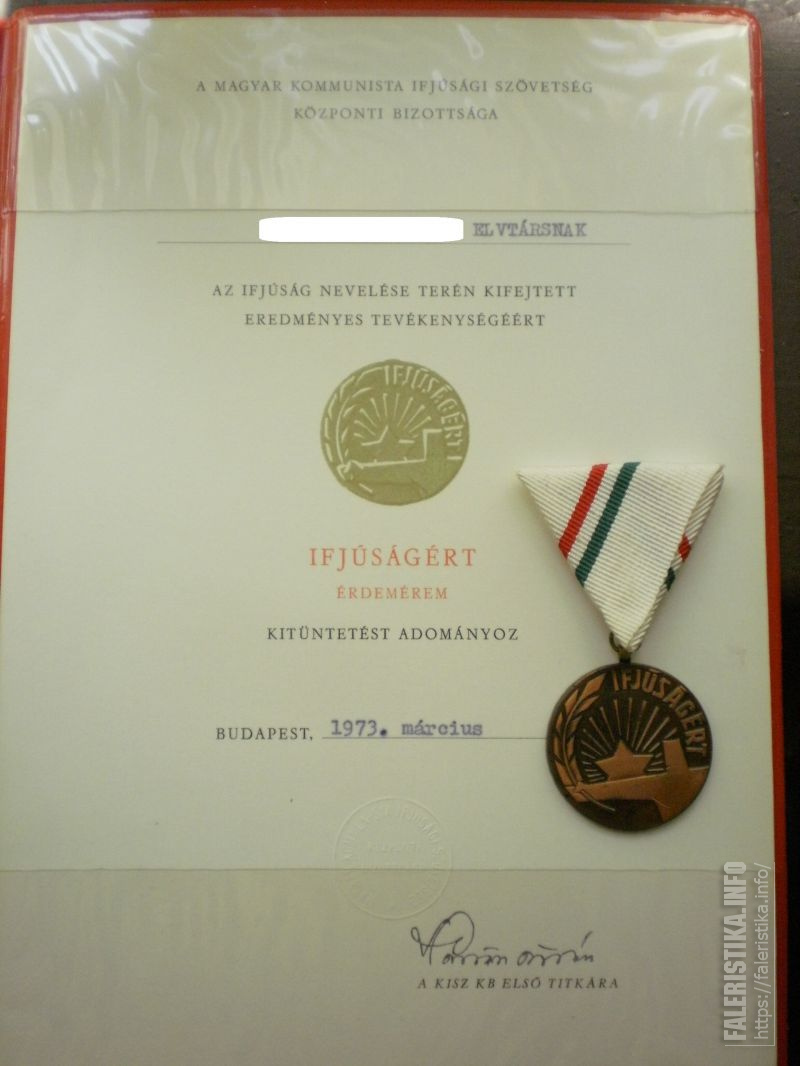 A MAGYAR KOMMUNISTA IFJÚSÁGI SZÖVETSÉG
KÖZPONTI BIZOTTSÁGA
ELVTÁRSNAK
AZ IFJÚSÁG NEVELÉSE TERÉN KIFEJTETT
EREDMÉNYES TEVÉKENYSÉGÉÉRT
IFJÚSÁGÉRT
IFJÚSÁGÉRT
ÉRDEMÉREM
KITÜNTETÉST ADOMÁNYOZ
BUDAPEST, 1973. március
IFJÚSÁGÉRT
A KISZ KB ELSŐ TITKÁRA
FALERISTIKA.INFO
https://faleristika.info/